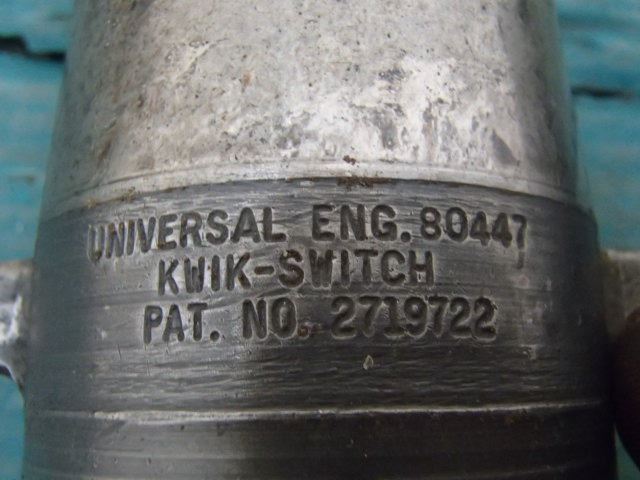 UNIVERSAL ENG. 80447
KWIK-SWITCH
PAT. NO. 2719722